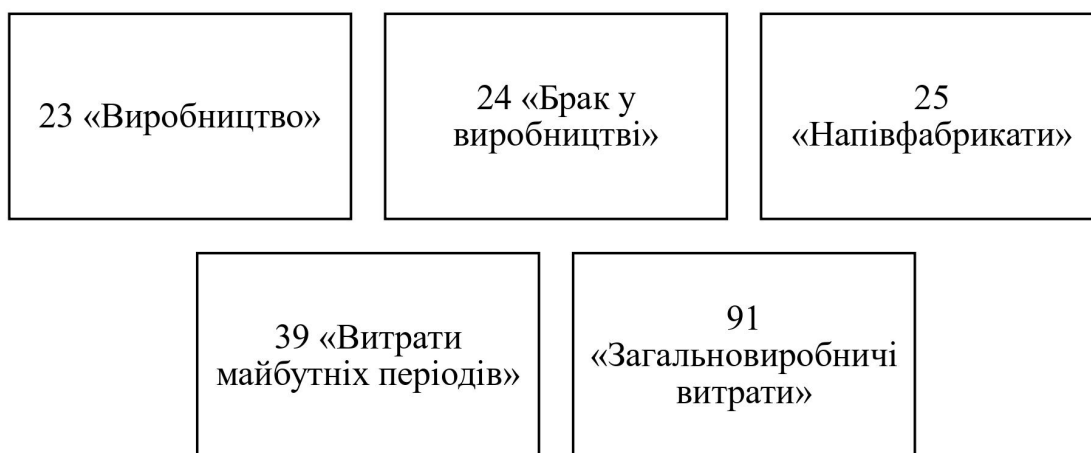 23 «Виробництво»
24 «Брак у
виробництві»
25
«Напівфабрикати»
39 «Витрати
майбутніх періодів»
91
«Загальновиробничі
витрати»